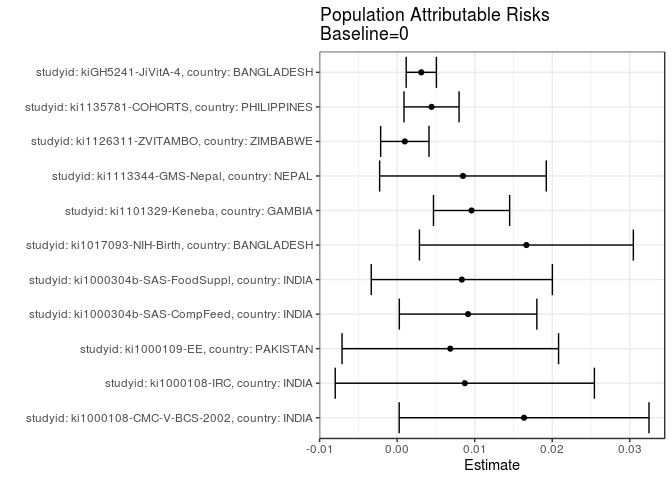 Population Attributable Risks
Baseline=0
studyid: kiGH5241-JiVitA-4, country: BANGLADESH
studyid: ki1135781-COHORTS, country: PHILIPPINES
studyid: ki1126311-ZVITAMBO, country: ZIMBABWE
studyid: ki1113344-GMS-Nepal, country: NEPAL
studyid: ki1101329-Keneba, country: GAMBIA
studyid: ki1017093-NIH-Birth, country: BANGLADESH
studyid: ki1000304b-SAS-FoodSuppl, country: INDIA
studyid: ki1000304b-SAS-CompFeed, country: INDIA
studyid: ki1000109-EE, country: PAKISTAN
studyid: ki1000108-IRC, country: INDIA
studyid: ki1000108-CMC-V-BCS-2002, country: INDIA
-0.01 0.00 0.01 0.02 0.03
Estimate